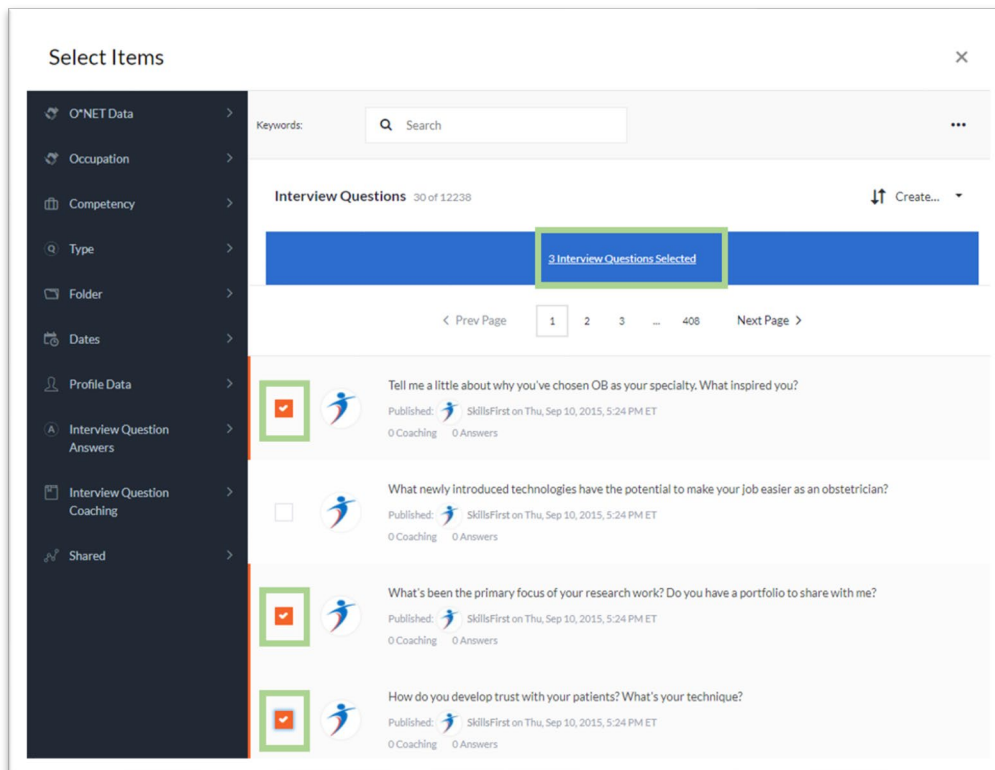 Select Items
×
O*NET Data
Keywords:
Search
...
Occupation
Interview Questions 30 of 12238
Create...
Competency
Q Type
3 Interview Questions Selected
Folder
< Prev Page 1 2 3 ... 408 Next Page >
Dates
Profile Data
Tell me a little about why you've chosen OB as your specialty. What inspired you?
Published: SkillsFirst on Thu, Sep 10, 2015, 5:24 PM ET
0 Coaching 0 Answers
A Interview Question
Answers
Interview Question
Coaching
What newly introduced technologies have the potential to make your job easier as an obstetrician?
Published: SkillsFirst on Thu, Sep 10, 2015, 5:24 PM ET
0 Coaching 0 Answers
Shared
What's been the primary focus of your research work? Do you have a portfolio to share with me?
Published: SkillsFirst on Thu, Sep 10, 2015, 5:24 PM ET
0 Coaching 0 Answers
How do you develop trust with your patients? What's your technique?
Published: SkillsFirst on Thu, Sep 10, 2015, 5:24 PM ET
0 Coaching 0 Answers